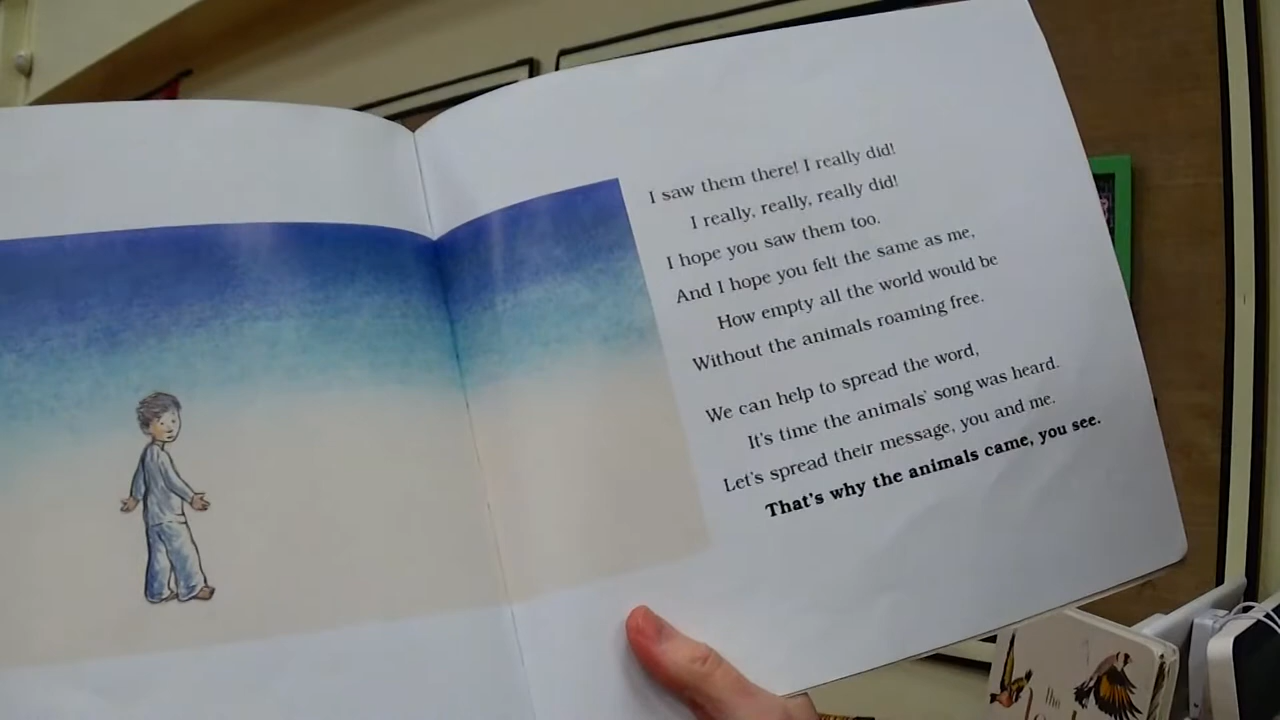 I saw them there! I really did!
I really, really, really did!
I hope you saw them too.
And I hope you felt the same as me,
How empty all the world would be
Without the animals roaming free.
We can help to spread the word,
It's time the animals' song was heard.
Let's spread their message, you and me.
That's why the animals came, you see.
the